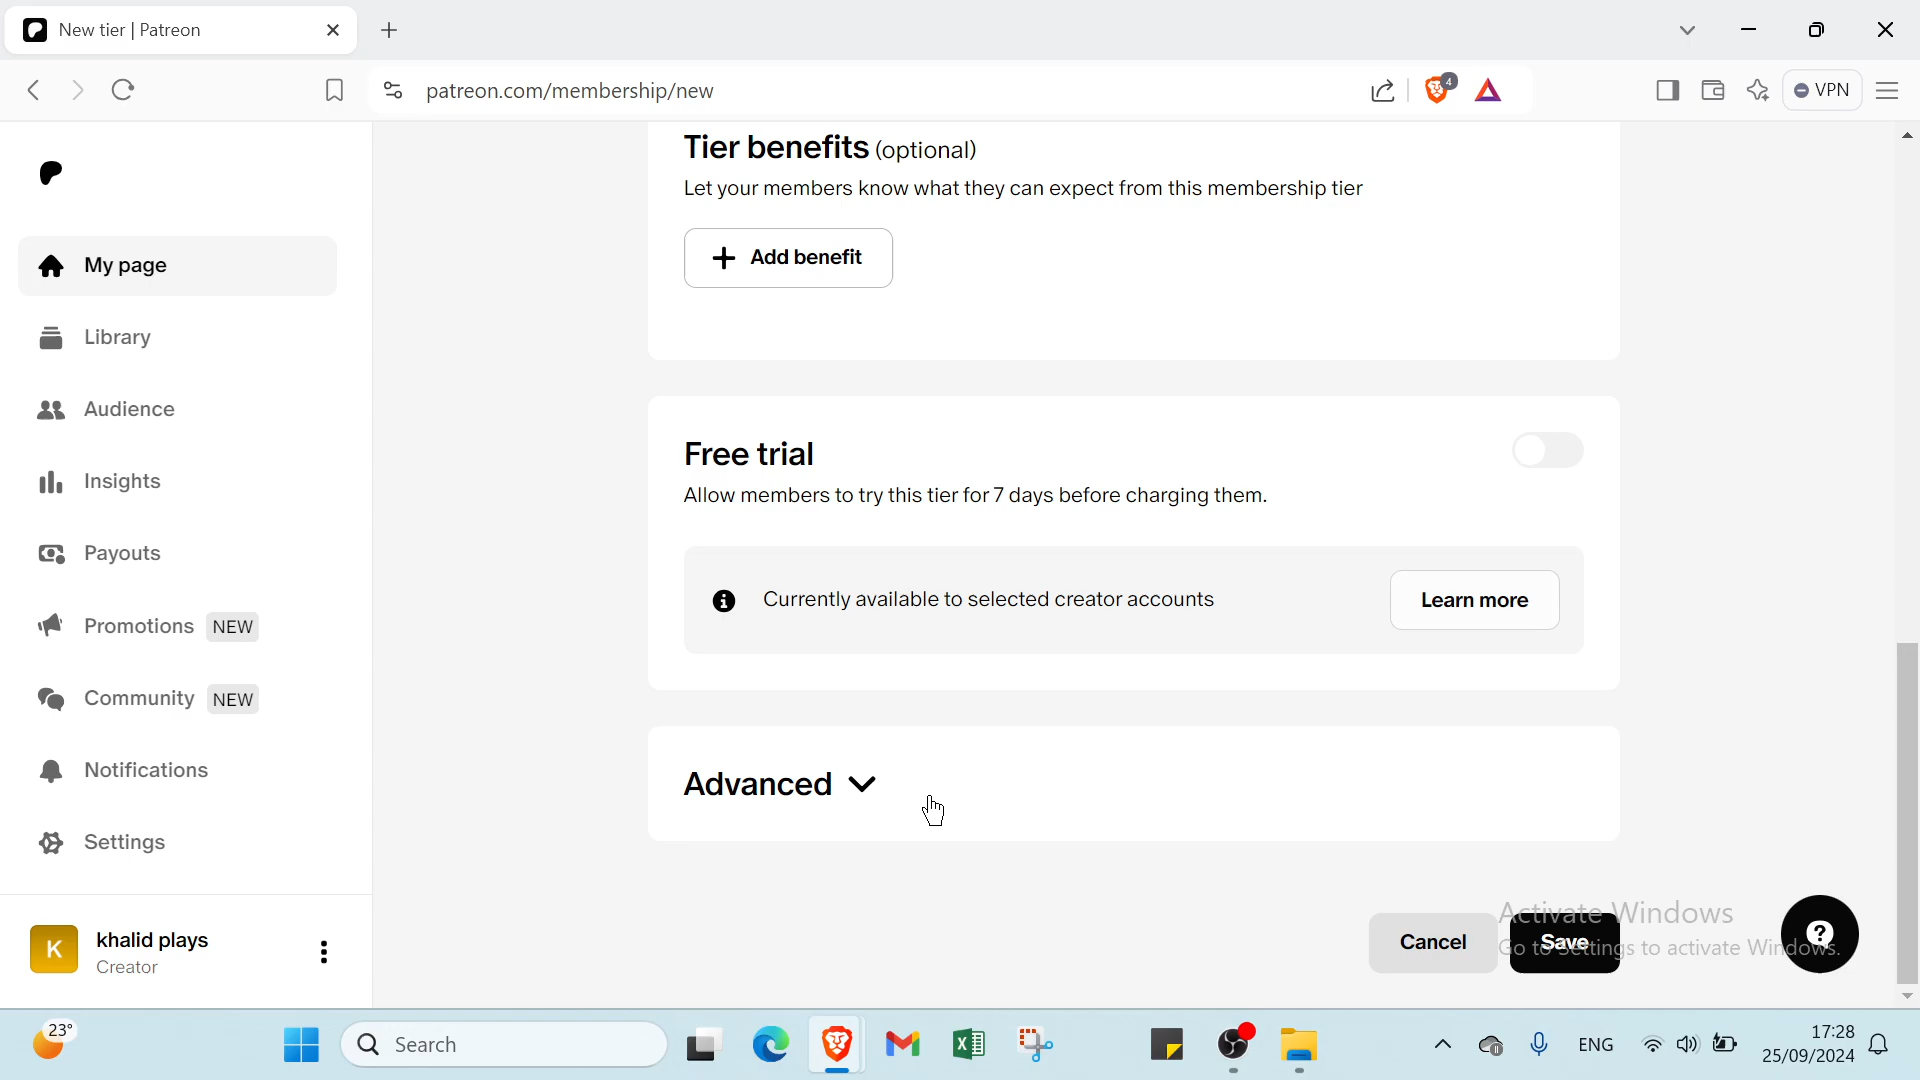 New tier | Patreon
patreon.com/membership/new
4
VPN
Tier benefits (optional)
Let your members know what they can expect from this membership tier
Add benefit
My page
Library
Audience
Insights
Payouts
Promotions NEW
Community NEW
Notifications
Settings
Free trial
Allow members to try this tier for 7 days before charging them.
Currently available to selected creator accounts
Learn more
Advanced
Cancel
Save
Activate Windows
Go to Settings to activate Windows.
K
khalid plays
Creator
23°
Search
ENG
17:28
25/09/2024